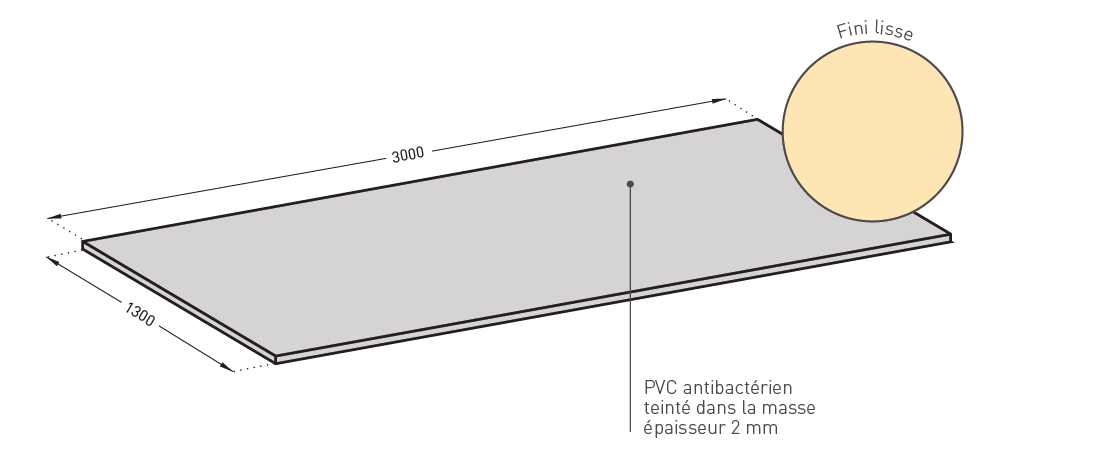 Fini lisse
3000
1300
PVC antibactérien
teinté dans la masse
épaisseur 2 mm